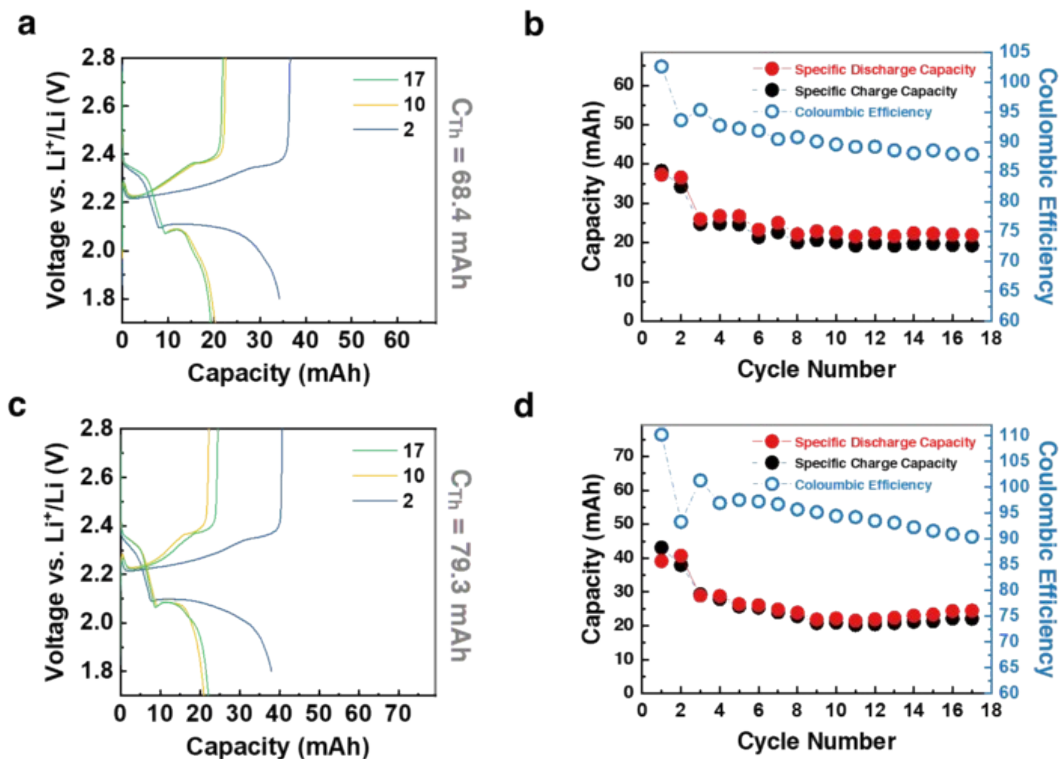 a
2.8
2.6
2.4
2.2
2.0
1.8
Voltage vs. Li⁺/Li (V)
17
10
2
0 10 20 30 40 50 60
Capacity (mAh)
C_Th = 68.4 mAh
b
60
50
40
30
20
10
0
Capacity (mAh)
Specific Discharge Capacity
Specific Charge Capacity
Coloumbic Efficiency
105
100
95
90
85
80
75
70
65
60
Coulombic Efficiency
0 2 4 6 8 10 12 14 16 18
Cycle Number
c
2.8
2.6
2.4
2.2
2.0
1.8
Voltage vs. Li⁺/Li (V)
17
10
2
0 10 20 30 40 50 60 70
Capacity (mAh)
C_Th = 79.3 mAh
d
70
60
50
40
30
20
10
0
Capacity (mAh)
Specific Discharge Capacity
Specific Charge Capacity
Coloumbic Efficiency
110
105
100
95
90
85
80
75
70
65
60
Coulombic Efficiency
0 2 4 6 8 10 12 14 16 18
Cycle Number